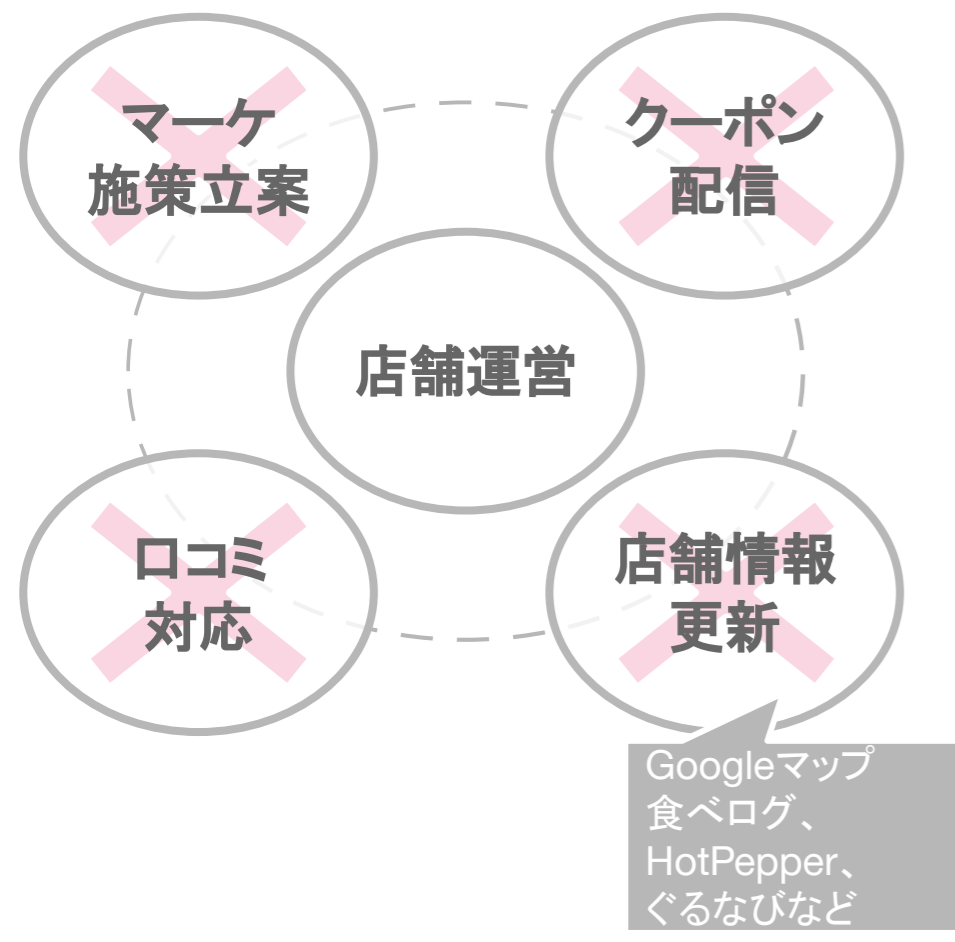 マーケ
施策立案
クーポン
配信
店舗運営
口コミ
対応
店舗情報
更新
Googleマップ
食べログ、
HotPepper、
ぐるなびなど